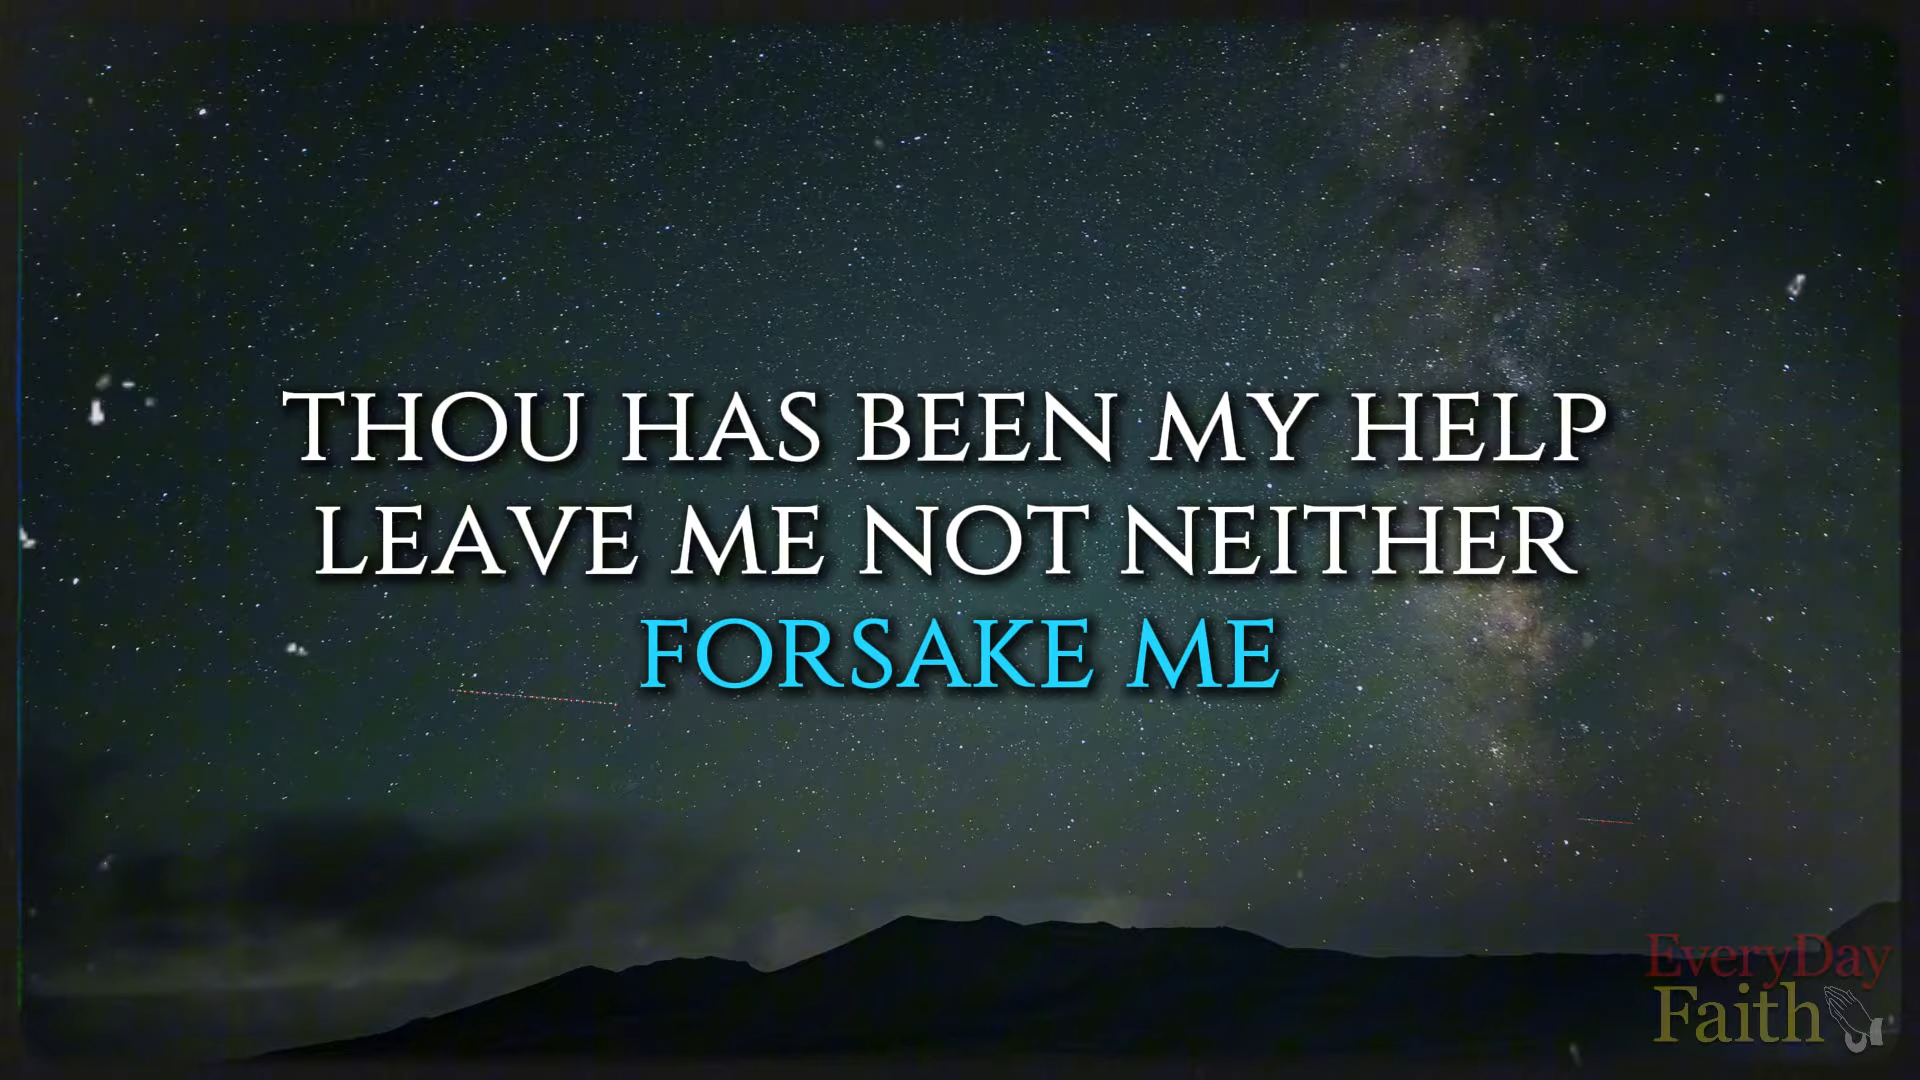 THOU HAS BEEN MY HELP
LEAVE ME NOT NEITHER
FORSAKE ME
EveryDay
Faith